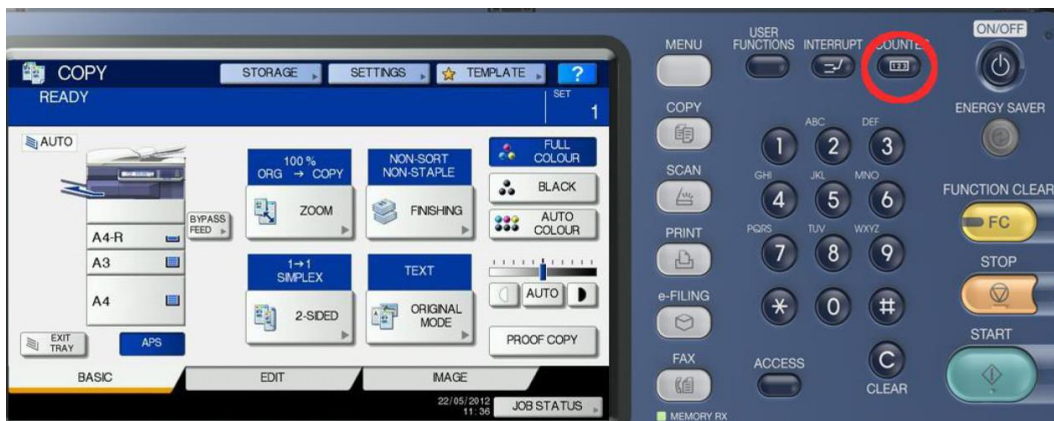 COPY
STORAGE
SETTINGS
TEMPLATE
?
READY
SET
1
AUTO
100 %
ORG → COPY
ZOOM
NON-SORT
NON-STAPLE
FINISHING
FULL
COLOUR
BLACK
AUTO
COLOUR
BYPASS
FEED
A4-R
A3
A4
1→1
SIMPLEX
2-SIDED
TEXT
ORIGINAL
MODE
AUTO
PROOF COPY
EXIT
TRAY
APS
BASIC
EDIT
IMAGE
22/05/2012
11:36
JOB STATUS
MENU
USER
FUNCTIONS
INTERRUPT
COUNTER
123
ON/OFF
COPY
ENERGY SAVER
ABC
DEF
1
2
3
SCAN
GHI
JKL
MNO
4
5
6
FUNCTION CLEAR
FC
PRINT
PQRS
TUV
WXYZ
7
8
9
STOP
e-FILING
*
0
#
START
FAX
ACCESS
C
CLEAR
MEMORY RX